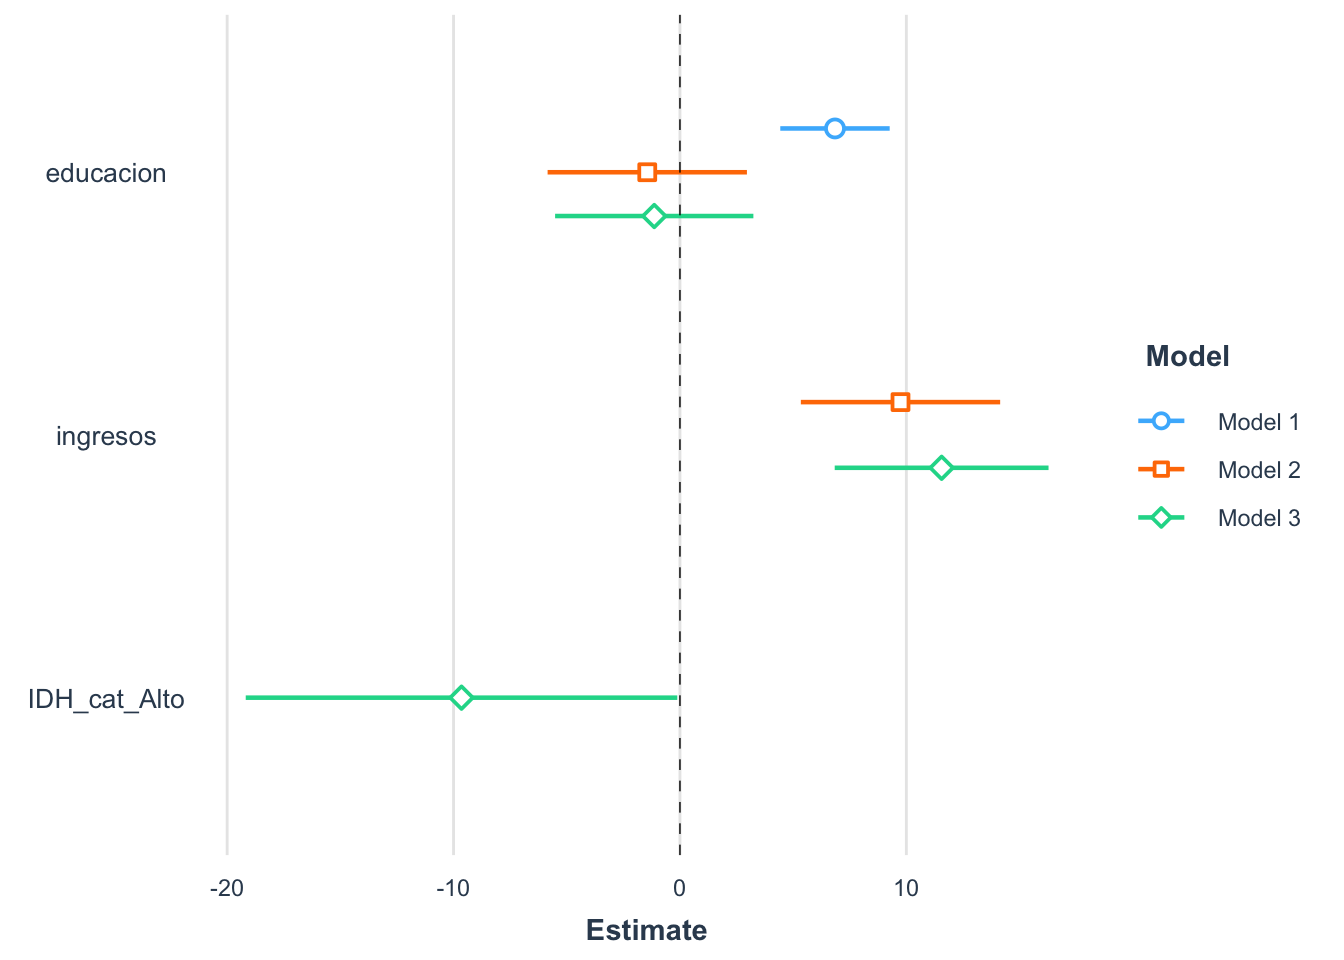 educacion
ingresos
IDH_cat_Alto
-20
-10
0
10
Estimate
Model
Model 1
Model 2
Model 3